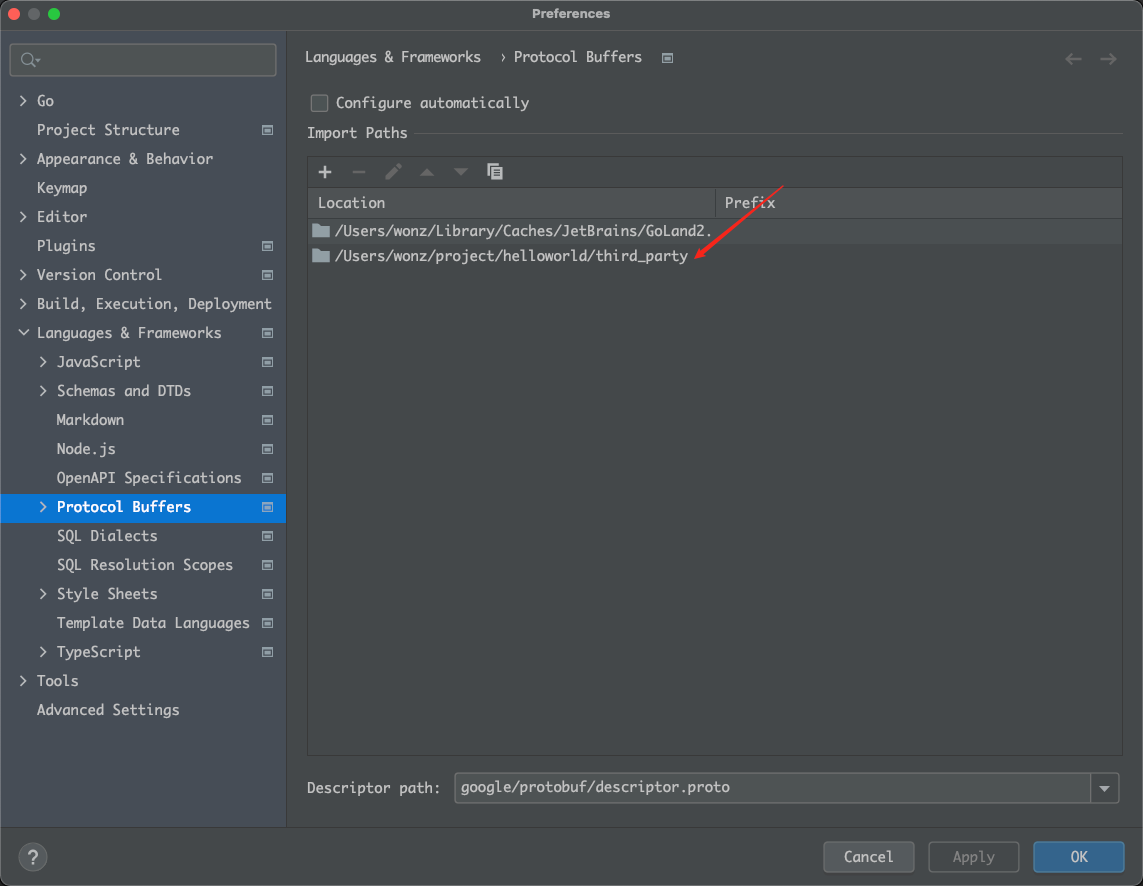 Preferences
Go
Project Structure
Appearance & Behavior
Keymap
Editor
Plugins
Version Control
Build, Execution, Deployment
Languages & Frameworks
JavaScript
Schemas and DTDs
Markdown
Node.js
OpenAPI Specifications
Protocol Buffers
SQL Dialects
SQL Resolution Scopes
Style Sheets
Template Data Languages
TypeScript
Tools
Advanced Settings
Languages & Frameworks › Protocol Buffers
Configure automatically
Import Paths
Location Prefix
/Users/wonz/Library/Caches/JetBrains/GoLand2.
/Users/wonz/project/helloworld/third_party
Descriptor path: google/protobuf/descriptor.proto
? Cancel Apply OK